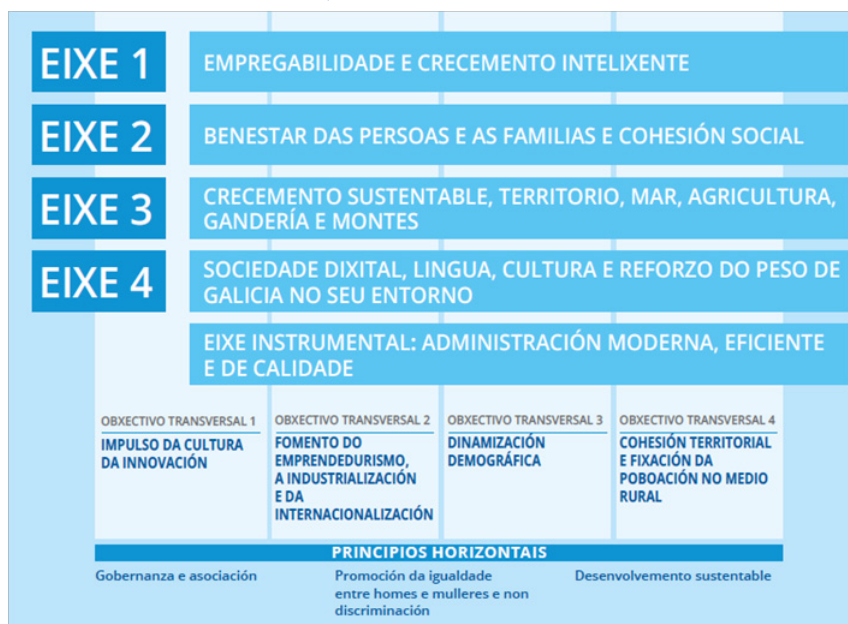 EIXE 1
EMPREGABILIDADE E CRECEMENTO INTELIXENTE
EIXE 2
BENESTAR DAS PERSOAS E AS FAMILIAS E COHESIÓN SOCIAL
EIXE 3
CRECEMENTO SUSTENTABLE, TERRITORIO, MAR, AGRICULTURA,
GANDERÍA E MONTES
EIXE 4
SOCIEDADE DIXITAL, LINGUA, CULTURA E REFORZO DO PESO DE
GALICIA NO SEU ENTORNO
EIXE INSTRUMENTAL: ADMINISTRACIÓN MODERNA, EFICIENTE
E DE CALIDADE
OBXECTIVO TRANSVERSAL 1
IMPULSO DA CULTURA
DA INNOVACIÓN
OBXECTIVO TRANSVERSAL 2
FOMENTO DO
EMPRENDEDURISMO,
A INDUSTRIALIZACIÓN
E DA
INTERNACIONALIZACIÓN
OBXECTIVO TRANSVERSAL 3
DINAMIZACIÓN
DEMOGRÁFICA
OBXECTIVO TRANSVERSAL 4
COHESIÓN TERRITORIAL
E FIXACIÓN DA
POBOACIÓN NO MEDIO
RURAL
PRINCIPIOS HORIZONTAIS
Gobernanza e asociación
Promoción da igualdade
entre homes e mulleres e non
discriminación
Desenvolvemento sustentable